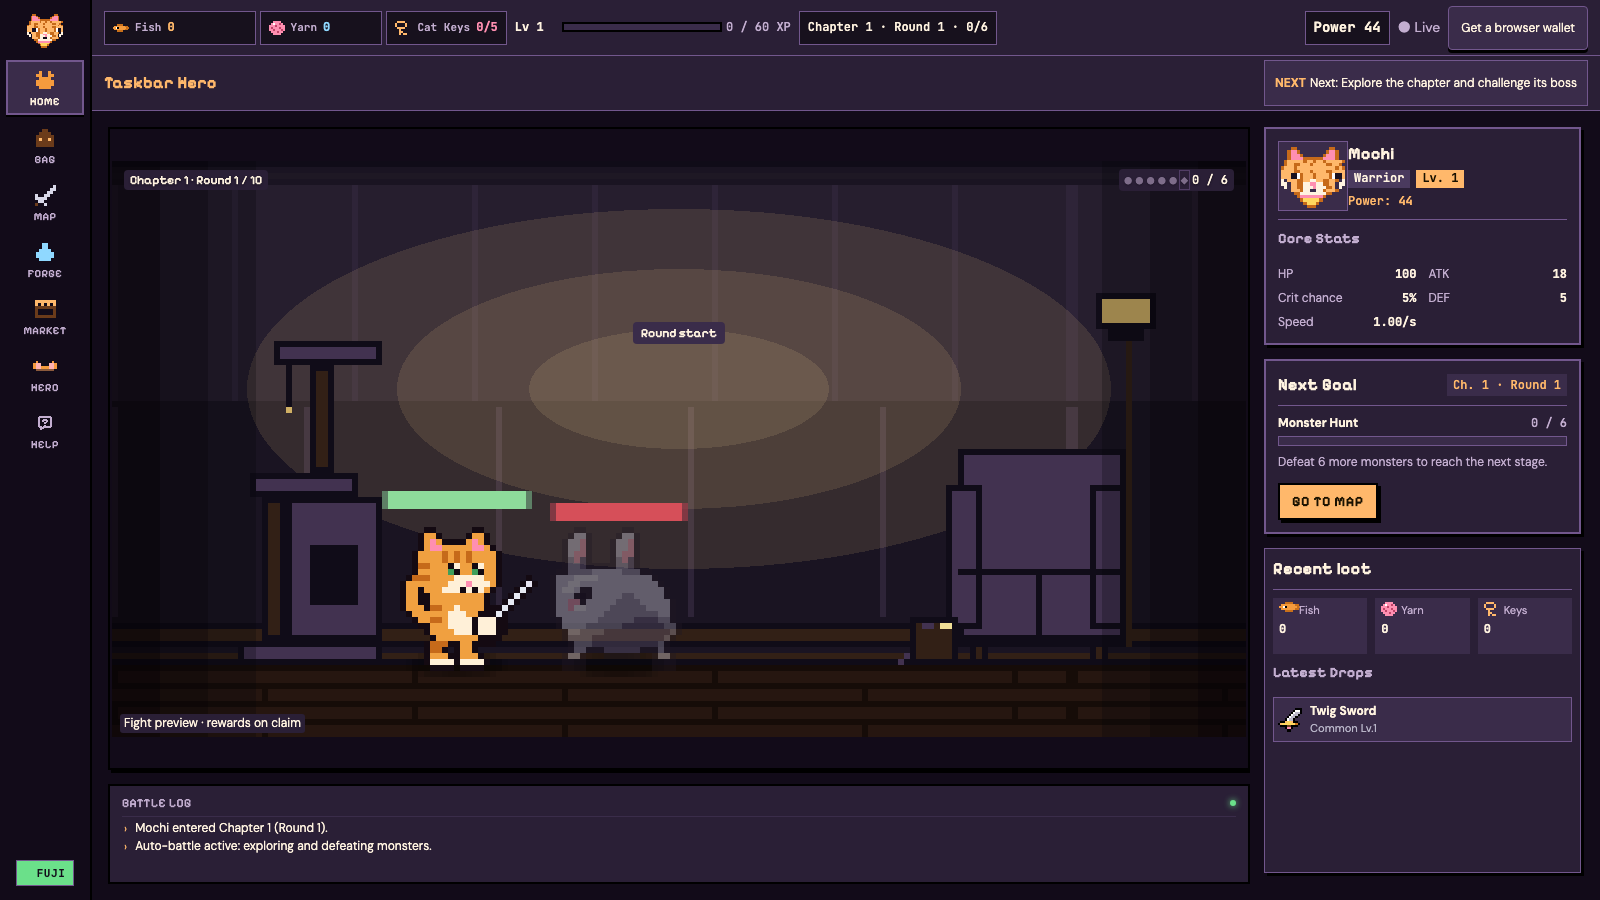 Fish 0
Yarn 0
Cat Keys 0/5
Lv 1
0 / 60 XP
Chapter 1 · Round 1 · 0/6
Power 44
Live
Get a browser wallet
HOME
BAG
MAP
FORGE
MARKET
HERO
HELP
FUJI
Taskbar Hero
NEXT Next: Explore the chapter and challenge its boss
Chapter 1 · Round 1 / 10
0 / 6
Round start
Fight preview · rewards on claim
BATTLE LOG
› Mochi entered Chapter 1 (Round 1).
› Auto-battle active: exploring and defeating monsters.
Mochi
Warrior Lv. 1
Power: 44
Core Stats
HP 100 ATK 18
Crit chance 5% DEF 5
Speed 1.00/s
Next Goal
Ch. 1 · Round 1
Monster Hunt 0 / 6
Defeat 6 more monsters to reach the next stage.
GO TO MAP
Recent loot
Fish
0
Yarn
0
Keys
0
Latest Drops
Twig Sword
Common Lv.1